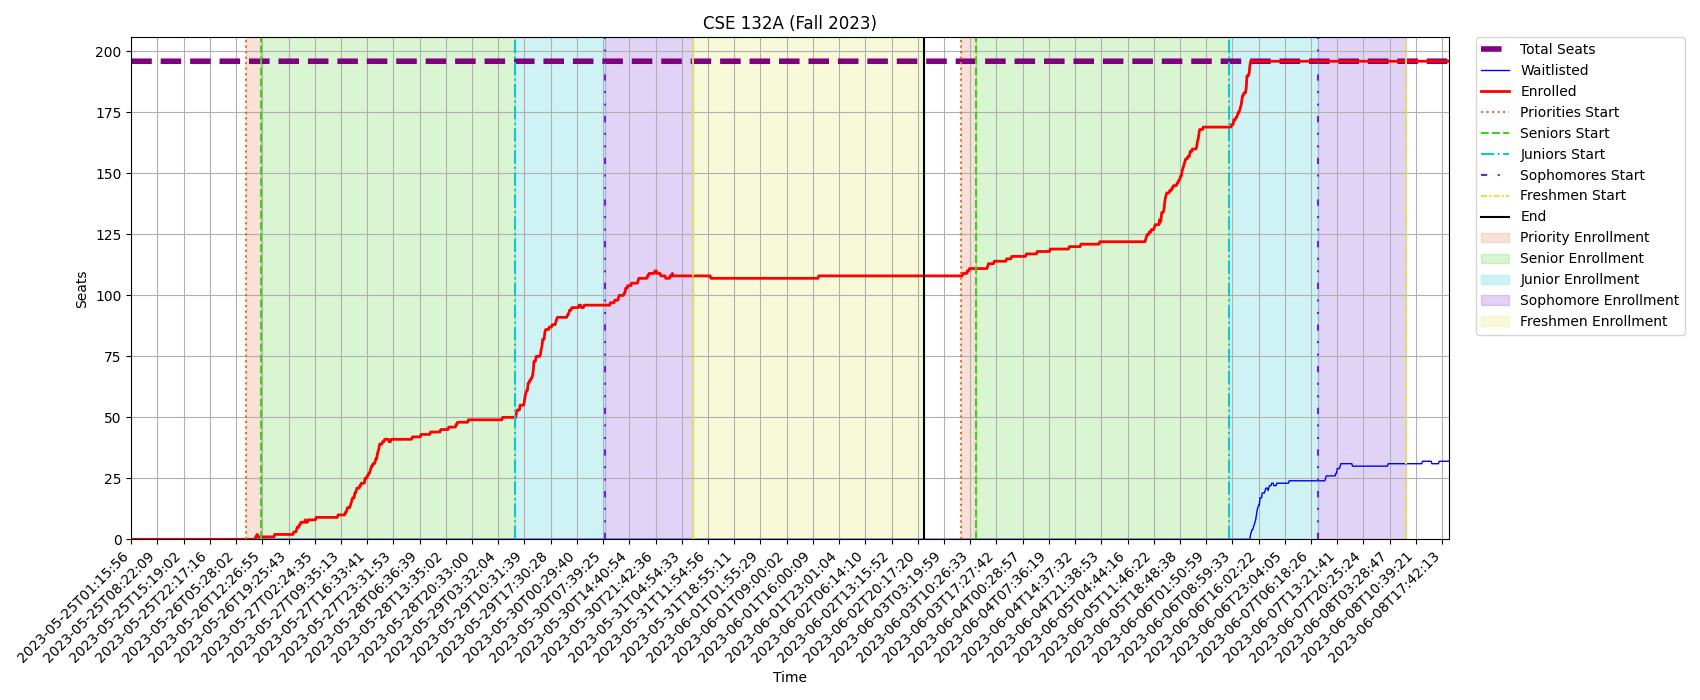 CSE 132A (Fall 2023)
Seats
200
175
150
125
100
75
50
25
0
2023-05-25T01:15:56
2023-05-25T08:22:09
2023-05-25T15:19:02
2023-05-25T22:17:16
2023-05-26T05:28:02
2023-05-26T12:26:55
2023-05-26T19:25:43
2023-05-27T02:24:35
2023-05-27T09:35:13
2023-05-27T16:33:41
2023-05-27T23:31:53
2023-05-28T06:36:39
2023-05-28T13:35:02
2023-05-28T20:33:00
2023-05-29T03:32:04
2023-05-29T10:31:39
2023-05-29T17:30:28
2023-05-30T00:29:40
2023-05-30T07:39:25
2023-05-30T14:40:54
2023-05-30T21:42:36
2023-05-31T04:54:33
2023-05-31T11:54:56
2023-05-31T18:55:11
2023-06-01T01:55:29
2023-06-01T09:00:02
2023-06-01T16:00:09
2023-06-01T23:01:04
2023-06-02T06:14:10
2023-06-02T13:15:52
2023-06-02T20:17:20
2023-06-03T03:19:59
2023-06-03T10:26:33
2023-06-03T17:27:42
2023-06-04T00:28:57
2023-06-04T07:36:19
2023-06-04T14:37:32
2023-06-04T21:38:53
2023-06-05T04:44:16
2023-06-05T11:46:22
2023-06-05T18:48:38
2023-06-06T01:50:59
2023-06-06T08:59:33
2023-06-06T16:02:22
2023-06-06T23:04:05
2023-06-07T06:18:26
2023-06-07T13:21:41
2023-06-07T20:25:24
2023-06-08T03:28:47
2023-06-08T10:39:21
2023-06-08T17:42:13
Time
Total Seats
Waitlisted
Enrolled
Priorities Start
Seniors Start
Juniors Start
Sophomores Start
Freshmen Start
End
Priority Enrollment
Senior Enrollment
Junior Enrollment
Sophomore Enrollment
Freshmen Enrollment